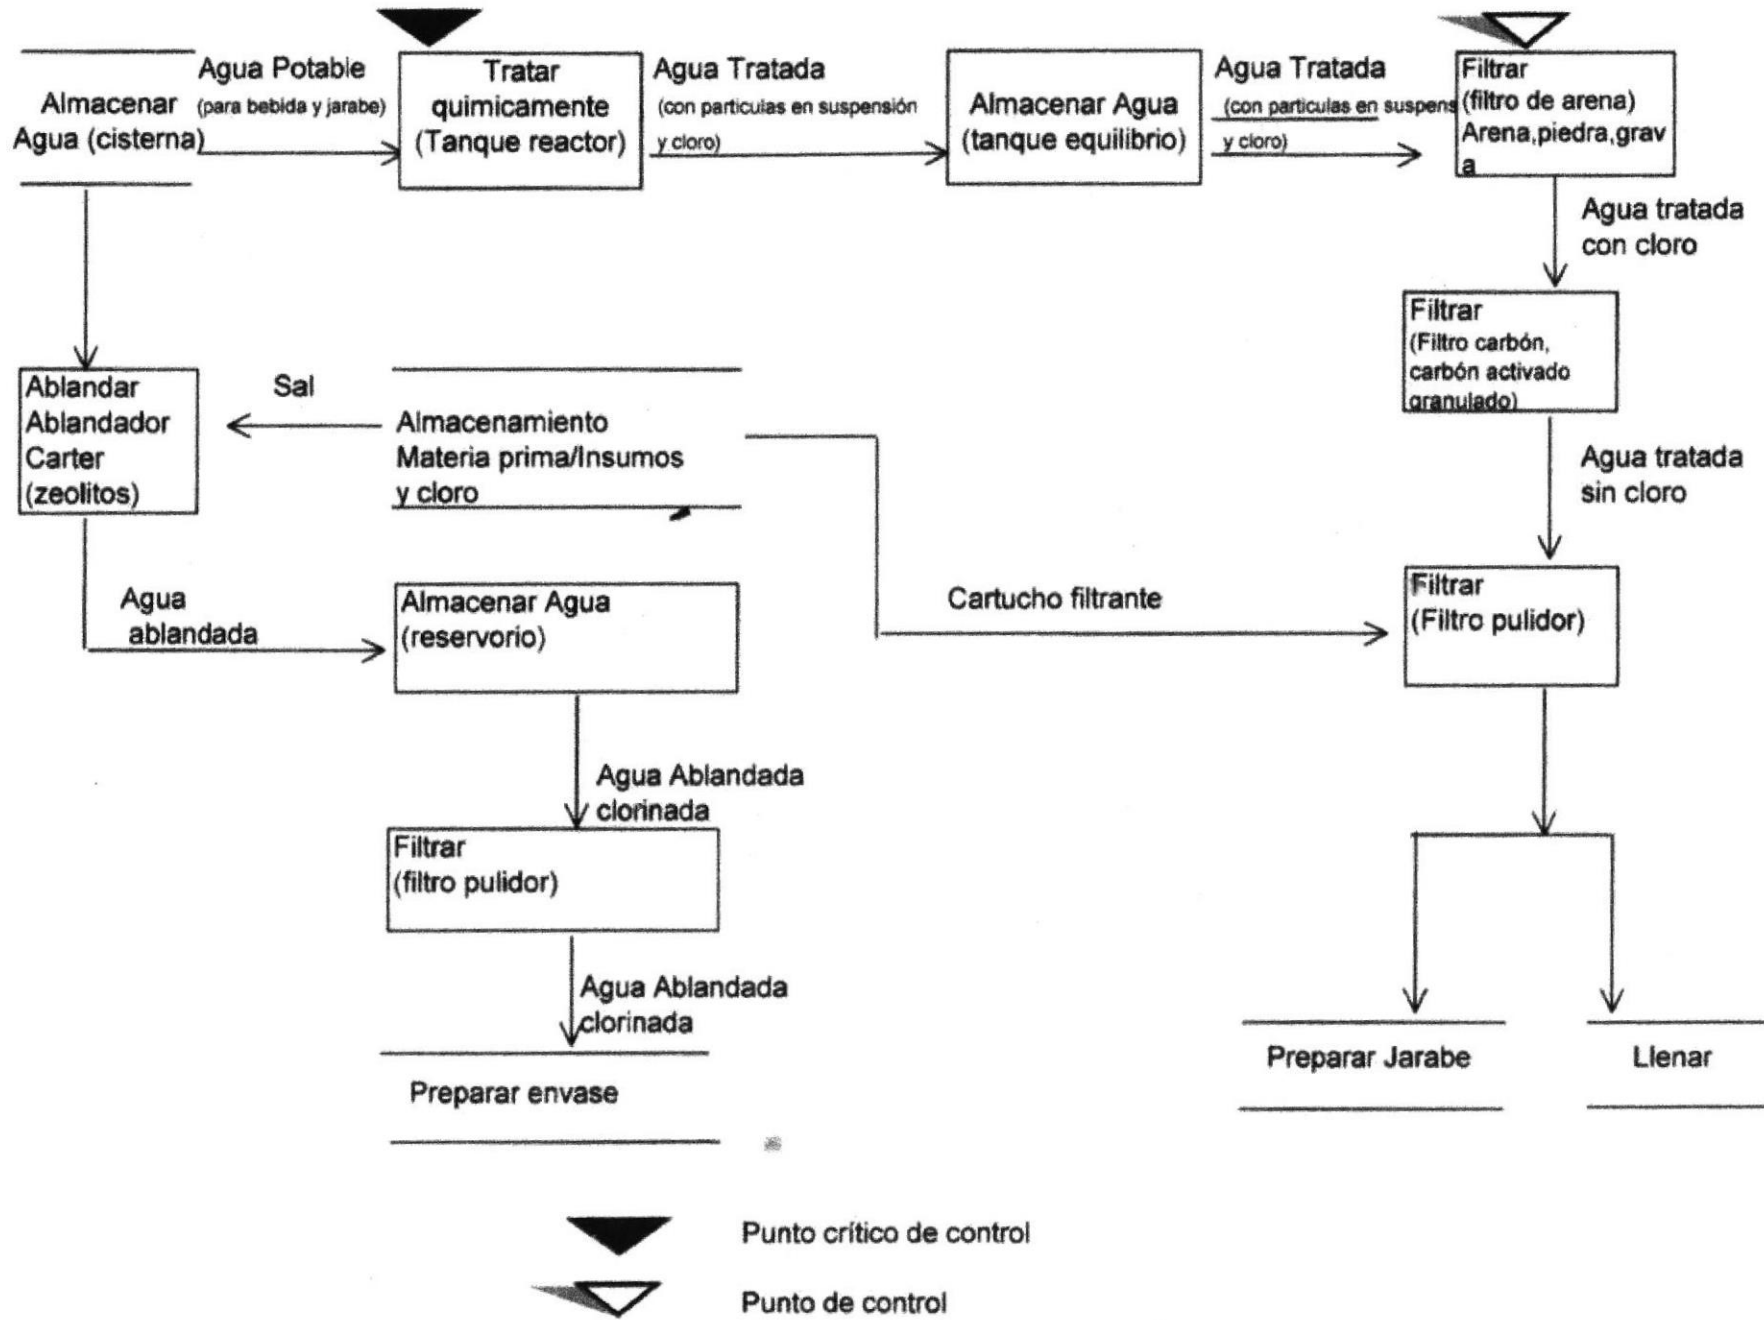 Almacenar
Agua (cisterna)
Agua Potable
(para bebida y jarabe)
Tratar
quimicamente
(Tanque reactor)
Agua Tratada
(con particulas en suspensión
y cloro)
Almacenar Agua
(tanque equilibrio)
Agua Tratada
(con particulas en suspens
y cloro)
Filtrar
(filtro de arena)
Arena,piedra,grav
a
Agua tratada
con cloro
Filtrar
(Filtro carbón,
carbón activado
granulado)
Agua tratada
sin cloro
Ablandar
Ablandador
Carter
(zeolitos)
Sal
Almacenamiento
Materia prima/Insumos
y cloro
Cartucho filtrante
Filtrar
(Filtro pulidor)
Agua
ablandada
Almacenar Agua
(reservorio)
Agua Ablandada
clorinada
Filtrar
(filtro pulidor)
Agua Ablandada
clorinada
Preparar envase
Preparar Jarabe
Llenar
Punto crítico de control
Punto de control